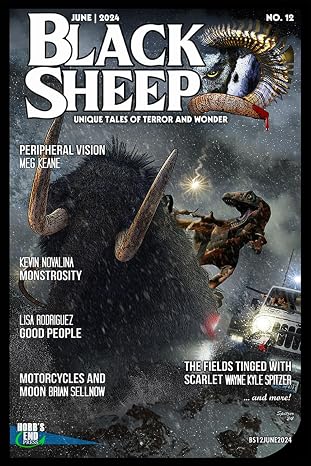 JUNE | 2024
NO. 12
BLACK
SHEEP
UNIQUE TALES OF TERROR AND WONDER
PERIPHERAL VISION
MEG KEANE
KEVIN NOVALINA
MONSTROSITY
LISA RODRIGUEZ
GOOD PEOPLE
MOTORCYCLES AND
MOON BRIAN SELLNOW
THE FIELDS TINGED WITH
SCARLET WAYNE KYLE SPITZER
... and more!
Spitzer
24
HOBB'S
END
PRESS
BS12JUNE2024